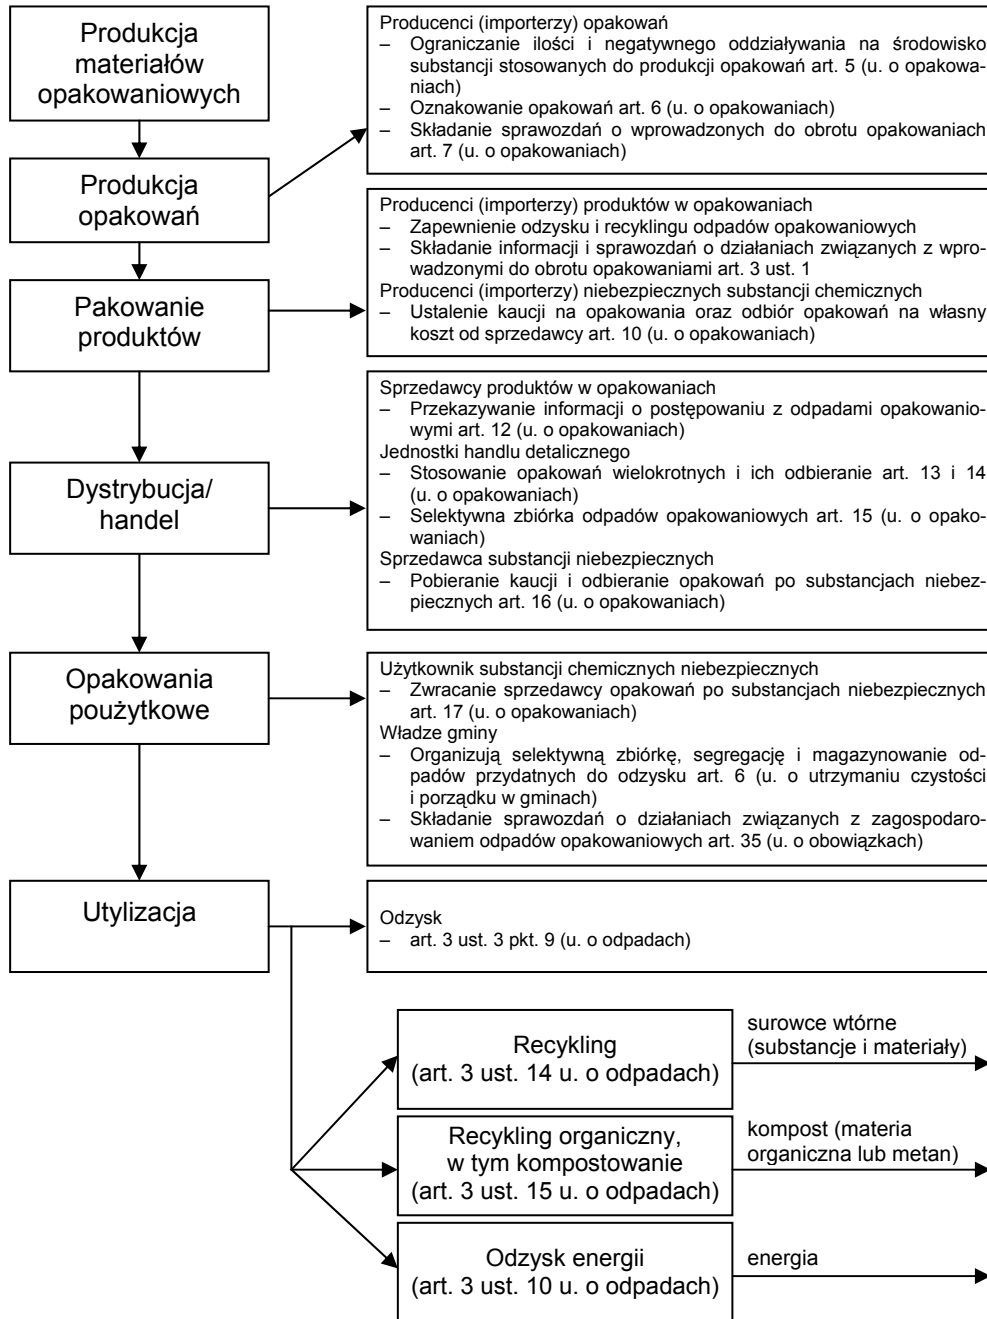 Produkcja
materiałów
opakowaniowych
Producenci (importerzy) opakowań
– Ograniczanie ilości i negatywnego oddziaływania na środowisko
substancji stosowanych do produkcji opakowań art. 5 (u. o opakowa-
niach)
– Oznakowanie opakowań art. 6 (u. o opakowaniach)
– Składanie sprawozdań o wprowadzonych do obrotu opakowaniach
art. 7 (u. o opakowaniach)
Produkcja
opakowań
Producenci (importerzy) produktów w opakowaniach
– Zapewnienie odzysku i recyklingu odpadów opakowaniowych
– Składanie informacji i sprawozdań o działaniach związanych z wpro-
wadzonymi do obrotu opakowaniami art. 3 ust. 1
Producenci (importerzy) niebezpiecznych substancji chemicznych
– Ustalenie kaucji na opakowania oraz odbiór opakowań na własny
koszt od sprzedawcy art. 10 (u. o opakowaniach)
Pakowanie
produktów
Sprzedawcy produktów w opakowaniach
– Przekazywanie informacji o postępowaniu z odpadami opakowanio-
wymi art. 12 (u. o opakowaniach)
Jednostki handlu detalicznego
– Stosowanie opakowań wielokrotnych i ich odbieranie art. 13 i 14
(u. o opakowaniach)
– Selektywna zbiórka odpadów opakowaniowych art. 15 (u. o opako-
waniach)
Sprzedawca substancji niebezpiecznych
– Pobieranie kaucji i odbieranie opakowań po substancjach niebez-
piecznych art. 16 (u. o opakowaniach)
Dystrybucja/
handel
Opakowania
poużytkowe
Użytkownik substancji chemicznych niebezpiecznych
– Zwracanie sprzedawcy opakowań po substancjach niebezpiecznych
art. 17 (u. o opakowaniach)
Władze gminy
– Organizują selektywną zbiórkę, segregację i magazynowanie od-
padów przydatnych do odzysku art. 6 (u. o utrzymaniu czystości
i porządku w gminach)
– Składanie sprawozdań o działaniach związanych z zagospodaro-
waniem odpadów opakowaniowych art. 35 (u. o obowiązkach)
Utylizacja
Odzysk
– art. 3 ust. 3 pkt. 9 (u. o odpadach)
Recykling
(art. 3 ust. 14 u. o odpadach)
surowce wtórne
(substancje i materiały)
Recykling organiczny,
w tym kompostowanie
(art. 3 ust. 15 u. o odpadach)
kompost (materia
organiczna lub metan)
Odzysk energii
(art. 3 ust. 10 u. o odpadach)
energia